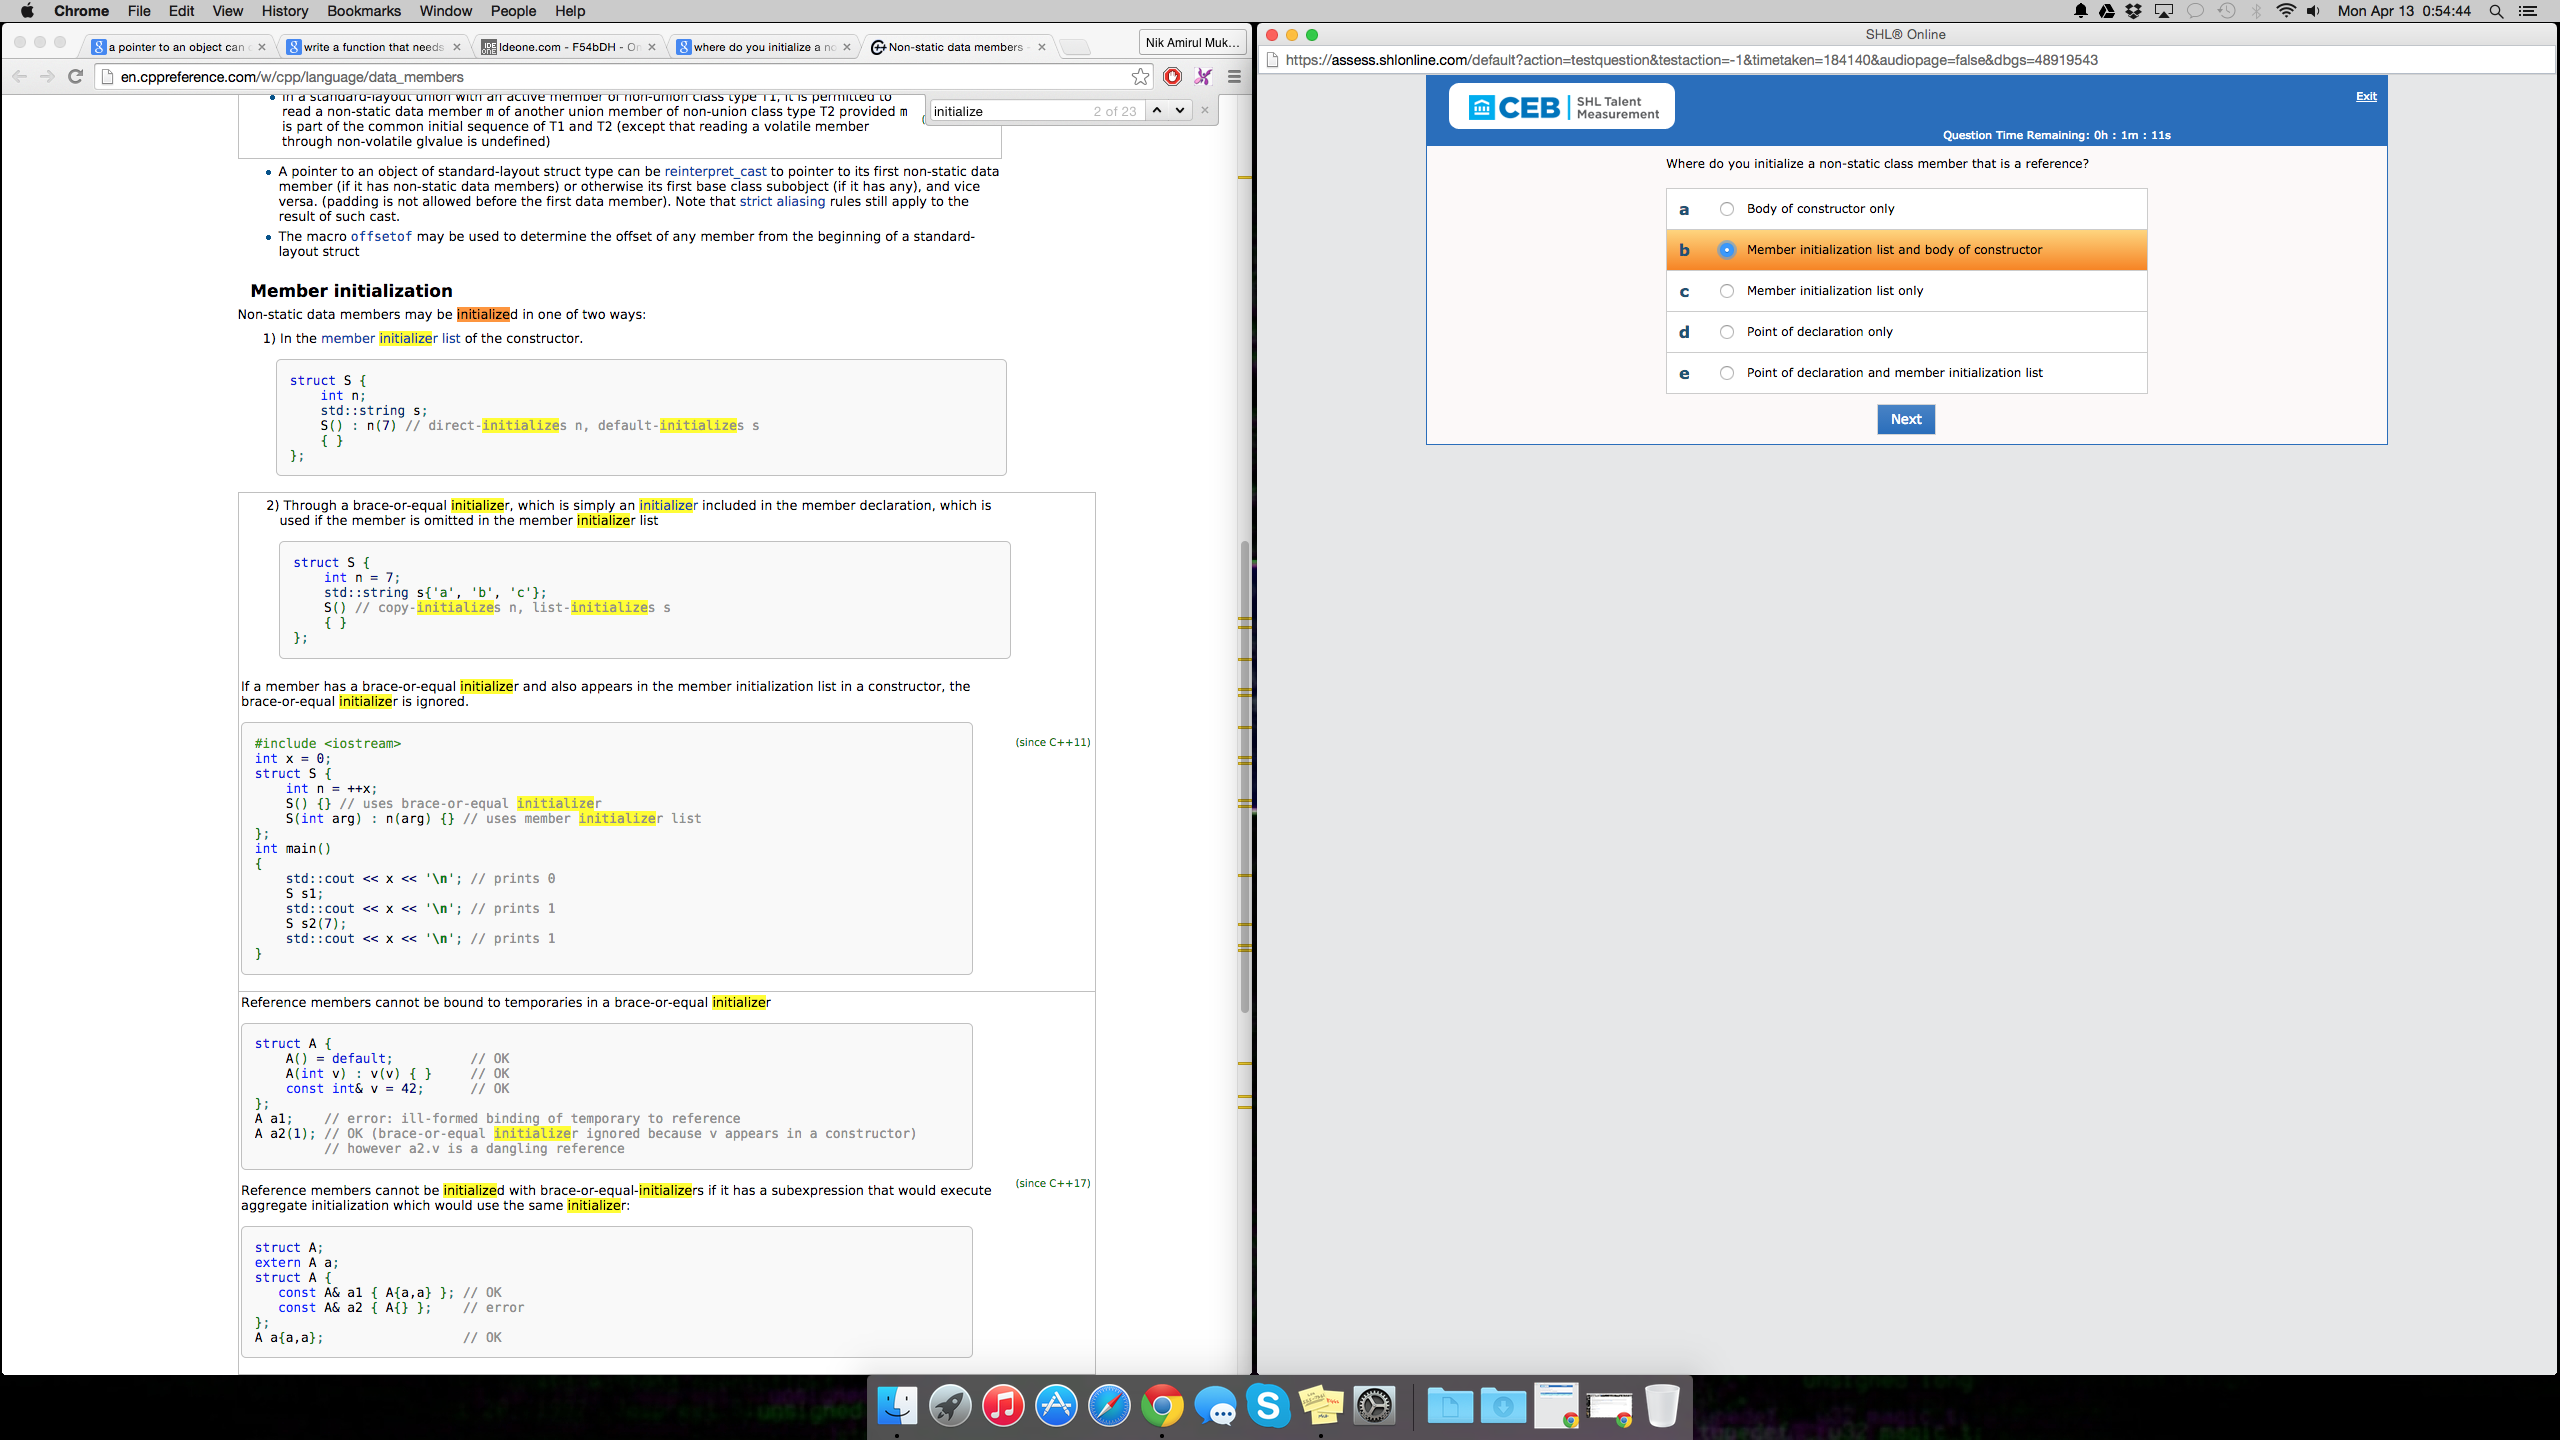 Chrome File Edit View History Bookmarks Window People Help
Mon Apr 13 0:54:44
a pointer to an object can
write a function that needs
Ideone.com - F54bDH - On
where do you initialize a no
Non-static data members
Nik Amirul Muk...
en.cppreference.com/w/cpp/language/data_members
initialize 2 of 23
In a standard-layout union with an active member of non-union class type T1, it is permitted to
read a non-static data member m of another union member of non-union class type T2 provided m
is part of the common initial sequence of T1 and T2 (except that reading a volatile member
through non-volatile glvalue is undefined)
A pointer to an object of standard-layout struct type can be reinterpret_cast to pointer to its first non-static data
member (if it has non-static data members) or otherwise its first base class subobject (if it has any), and vice
versa. (padding is not allowed before the first data member). Note that strict aliasing rules still apply to the
result of such cast.
The macro offsetof may be used to determine the offset of any member from the beginning of a standard-
layout struct
Member initialization
Non-static data members may be initialized in one of two ways:
1) In the member initializer list of the constructor.
struct S {
int n;
std::string s;
S() : n(7) // direct-initializes n, default-initializes s
{ }
};
2) Through a brace-or-equal initializer, which is simply an initializer included in the member declaration, which is
used if the member is omitted in the member initializer list
struct S {
int n = 7;
std::string s{'a', 'b', 'c'};
S() // copy-initializes n, list-initializes s
{ }
};
If a member has a brace-or-equal initializer and also appears in the member initialization list in a constructor, the
brace-or-equal initializer is ignored.
(since C++11)
#include <iostream>
int x = 0;
struct S {
int n = ++x;
S() {} // uses brace-or-equal initializer
S(int arg) : n(arg) {} // uses member initializer list
};
int main()
{
std::cout << x << '\n'; // prints 0
S s1;
std::cout << x << '\n'; // prints 1
S s2(7);
std::cout << x << '\n'; // prints 1
}
Reference members cannot be bound to temporaries in a brace-or-equal initializer
struct A {
A() = default; // OK
A(int v) : v(v) { } // OK
const int& v = 42; // OK
};
A a1; // error: ill-formed binding of temporary to reference
A a2(1); // OK (brace-or-equal initializer ignored because v appears in a constructor)
// however a2.v is a dangling reference
Reference members cannot be initialized with brace-or-equal-initializers if it has a subexpression that would execute
aggregate initialization which would use the same initializer:
(since C++17)
struct A;
extern A a;
struct A {
const A& a1 { A{a,a} }; // OK
const A& a2 { A{} }; // error
};
A a{a,a}; // OK
SHL® Online
https://assess.shlonline.com/default?action=testquestion&testaction=-1&timetaken=184140&audiopage=false&dbgs=48919543
CEB SHL Talent
Measurement
Exit
Question Time Remaining: 0h : 1m : 11s
Where do you initialize a non-static class member that is a reference?
a Body of constructor only
b Member initialization list and body of constructor
c Member initialization list only
d Point of declaration only
e Point of declaration and member initialization list
Next